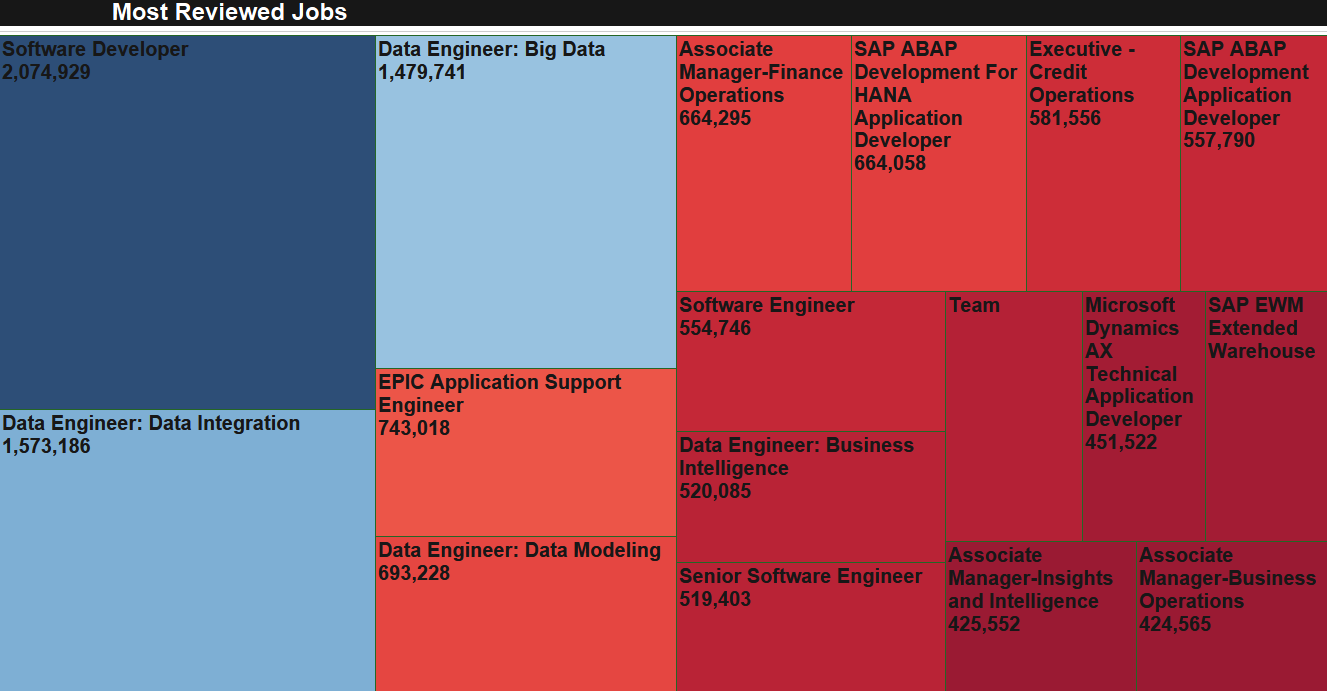 Most Reviewed Jobs
Software Developer
2,074,929
Data Engineer: Data Integration
1,573,186
Data Engineer: Big Data
1,479,741
EPIC Application Support
Engineer
743,018
Data Engineer: Data Modeling
693,228
Associate
Manager-Finance
Operations
664,295
SAP ABAP
Development For
HANA
Application
Developer
664,058
Executive -
Credit
Operations
581,556
SAP ABAP
Development
Application
Developer
557,790
Software Engineer
554,746
Data Engineer: Business
Intelligence
520,085
Senior Software Engineer
519,403
Team
Microsoft
Dynamics
AX
Technical
Application
Developer
451,522
SAP EWM
Extended
Warehouse
Associate
Manager-Insights
and Intelligence
425,552
Associate
Manager-Business
Operations
424,565